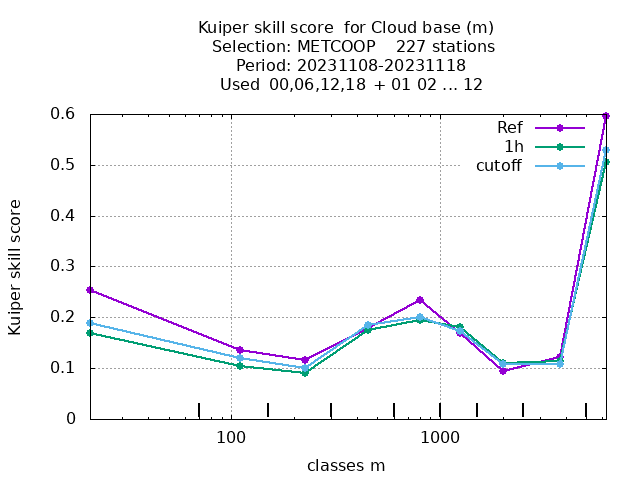 Kuiper skill score  for Cloud base (m)
Selection: METCOOP    227 stations
Period: 20231108-20231118
Used  00,06,12,18  + 01 02 ... 12
0.6
0.5
0.4
0.3
0.2
0.1
0
Kuiper skill score
Ref
1h
cutoff
100
1000
classes m